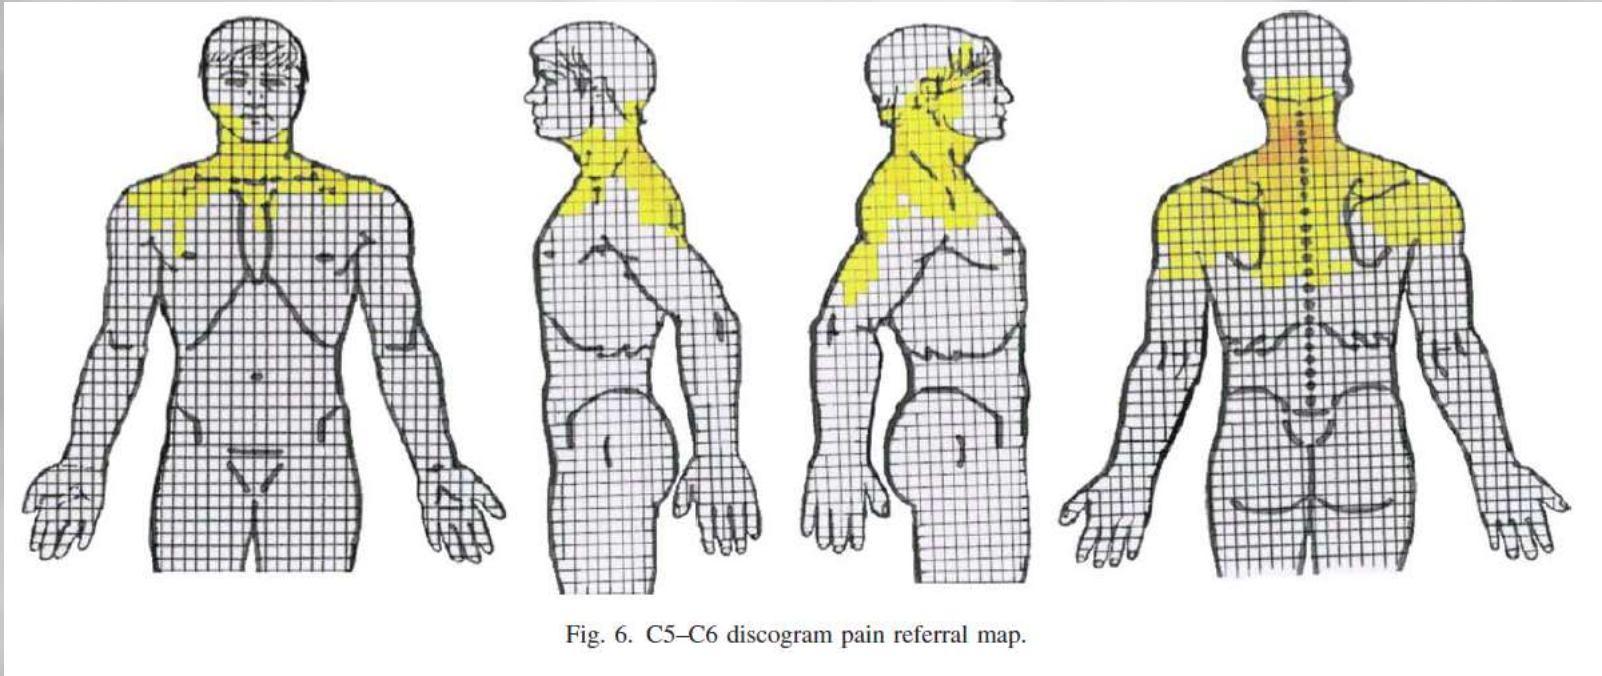 Fig. 6. C5–C6 discogram pain referral map.